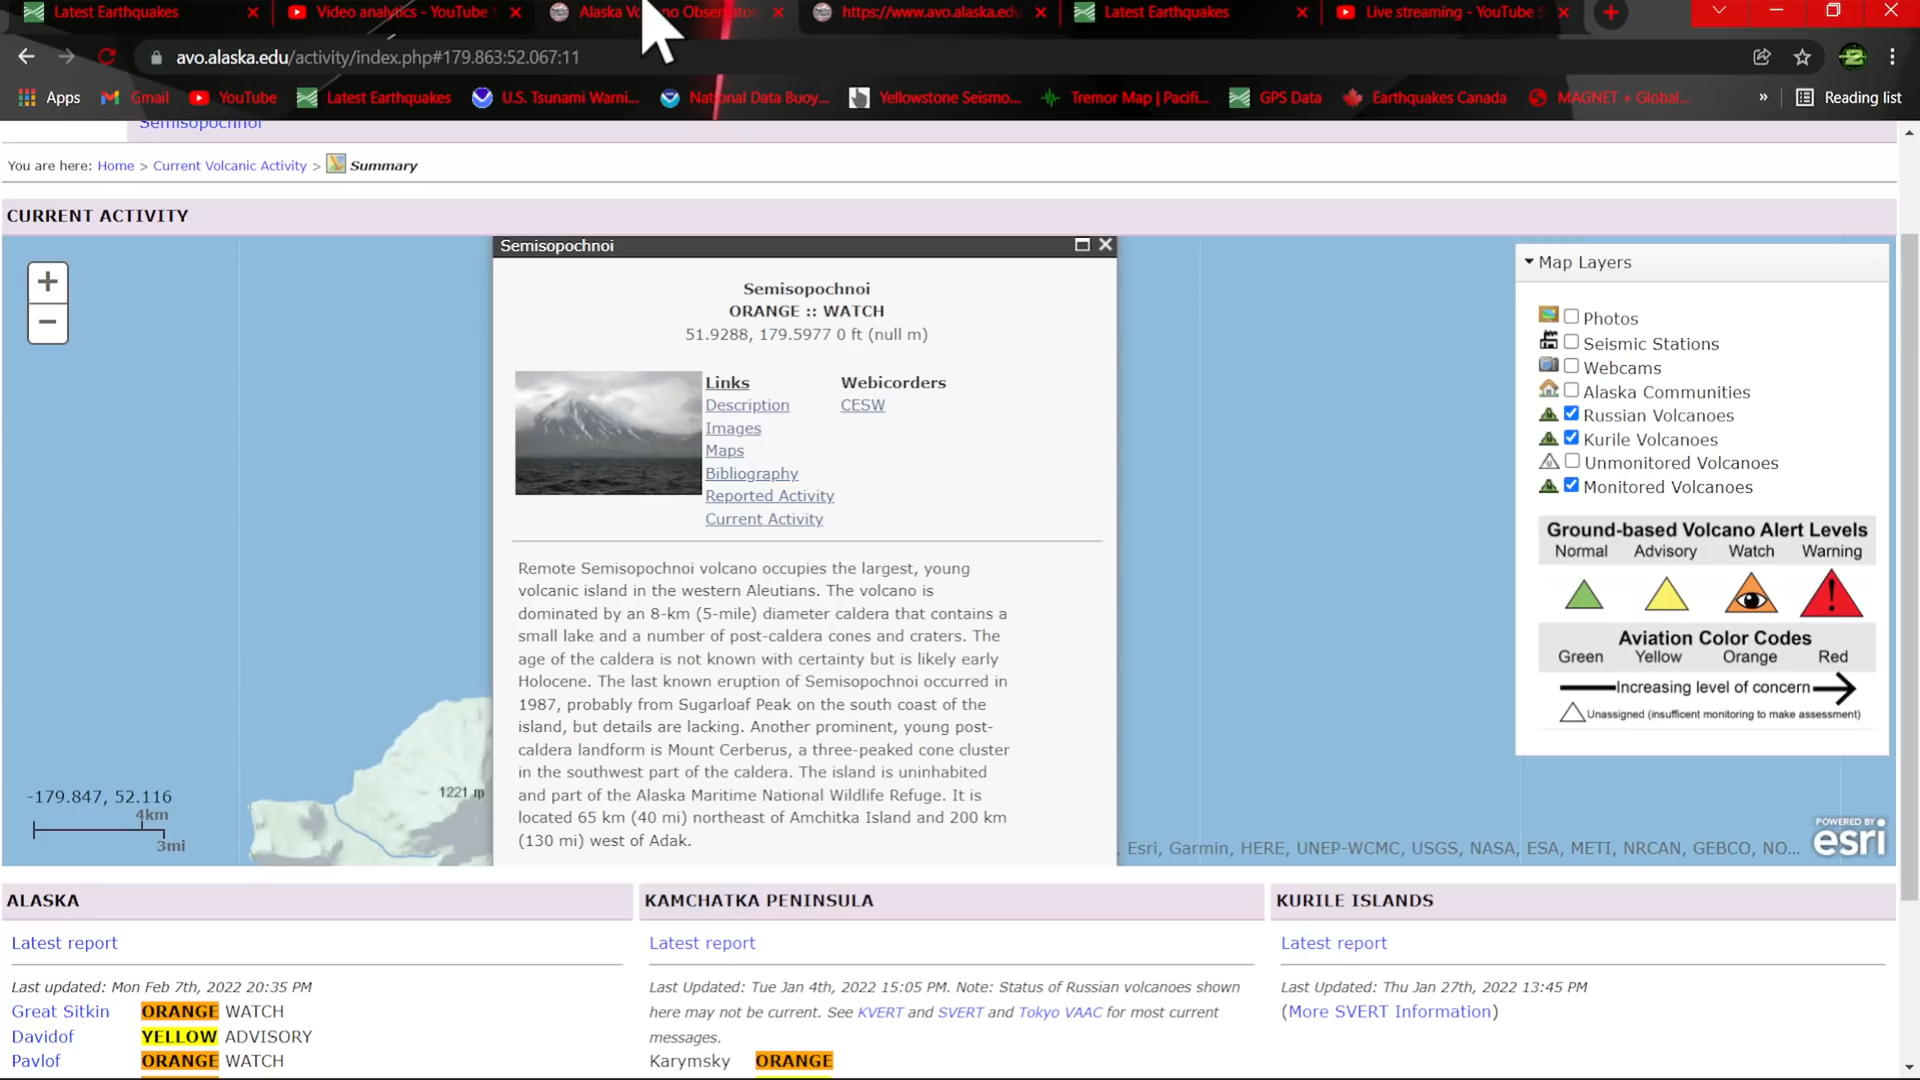 Latest Earthquakes
Video analytics - YouTube S
Alaska Vo
no Observator
https://www.avo.alaska.edu
Latest Earthquakes
Live streaming - YouTube S
avo.alaska.edu/activity/index.php#179.863:52.067:11
Apps
Gmail
YouTube
Latest Earthquakes
U.S. Tsunami Warni...
National Data Buoy...
Yellowstone Seismo...
Tremor Map | Pacifi...
GPS Data
Earthquakes Canada
MAGNET + Global...
»
Reading list
Semisopochnoi
You are here: Home > Current Volcanic Activity > Summary
CURRENT ACTIVITY
Semisopochnoi
Semisopochnoi
ORANGE :: WATCH
51.9288, 179.5977 0 ft (null m)
Links
Description
Images
Maps
Bibliography
Reported Activity
Current Activity
Webicorders
CESW
Remote Semisopochnoi volcano occupies the largest, young
volcanic island in the western Aleutians. The volcano is
dominated by an 8-km (5-mile) diameter caldera that contains a
small lake and a number of post-caldera cones and craters. The
age of the caldera is not known with certainty but is likely early
Holocene. The last known eruption of Semisopochnoi occurred in
1987, probably from Sugarloaf Peak on the south coast of the
island, but details are lacking. Another prominent, young post-
caldera landform is Mount Cerberus, a three-peaked cone cluster
in the southwest part of the caldera. The island is uninhabited
and part of the Alaska Maritime National Wildlife Refuge. It is
located 65 km (40 mi) northeast of Amchitka Island and 200 km
(130 mi) west of Adak.
+
−
1221 m
-179.847, 52.116
4km
3mi
Map Layers
Photos
Seismic Stations
Webcams
Alaska Communities
Russian Volcanoes
Kurile Volcanoes
Unmonitored Volcanoes
Monitored Volcanoes
Ground-based Volcano Alert Levels
Normal Advisory Watch Warning
Aviation Color Codes
Green Yellow Orange Red
Increasing level of concern
Unassigned (insufficient monitoring to make assessment)
Esri, Garmin, HERE, UNEP-WCMC, USGS, NASA, ESA, METI, NRCAN, GEBCO, NO...
POWERED BY
esri
ALASKA
Latest report
Last updated: Mon Feb 7th, 2022 20:35 PM
Great Sitkin ORANGE WATCH
Davidof YELLOW ADVISORY
Pavlof ORANGE WATCH
KAMCHATKA PENINSULA
Latest report
Last Updated: Tue Jan 4th, 2022 15:05 PM. Note: Status of Russian volcanoes shown
here may not be current. See KVERT and SVERT and Tokyo VAAC for most current
messages.
Karymsky ORANGE
KURILE ISLANDS
Latest report
Last Updated: Thu Jan 27th, 2022 13:45 PM
(More SVERT Information)